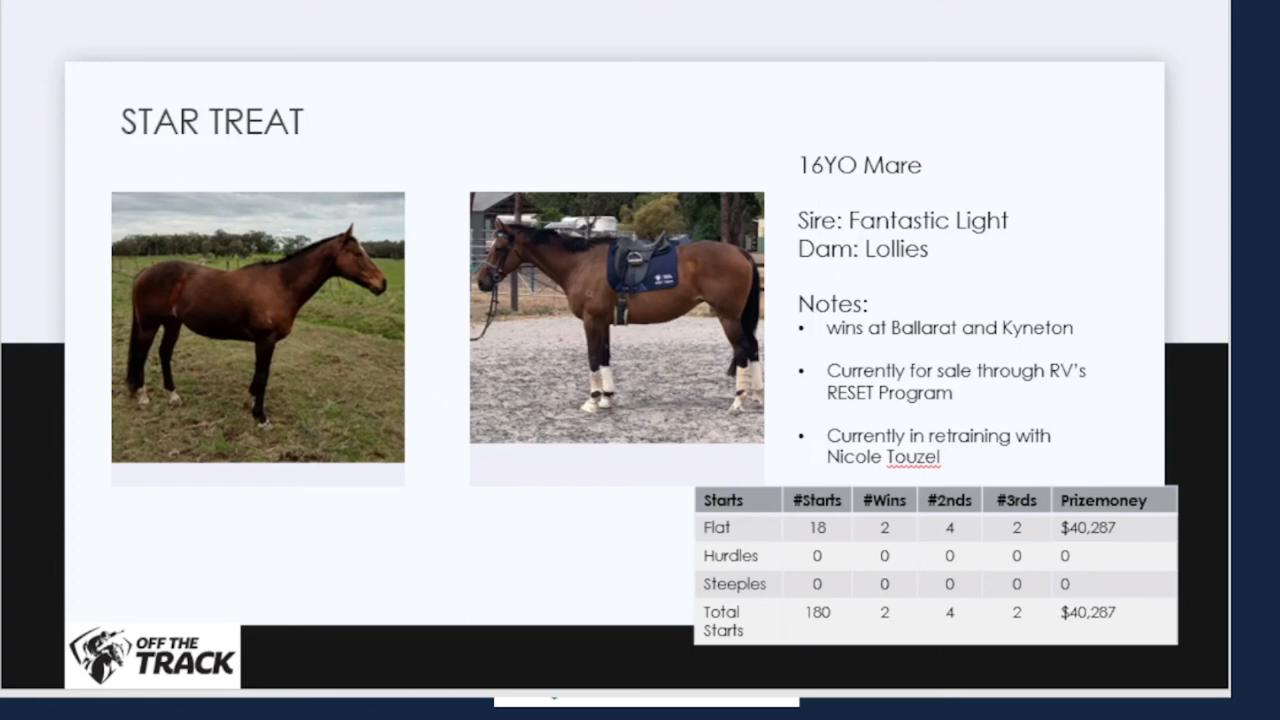 STAR TREAT
16YO Mare
Sire: Fantastic Light
Dam: Lollies
Notes:
• wins at Ballarat and Kyneton
• Currently for sale through RV's
RESET Program
• Currently in retraining with
Nicole Touzel
Starts #Starts #Wins #2nds #3rds Prizemoney
Flat 18 2 4 2 $40,287
Hurdles 0 0 0 0 0
Steeples 0 0 0 0 0
Total 180 2 4 2 $40,287
Starts
OFF THE
TRACK